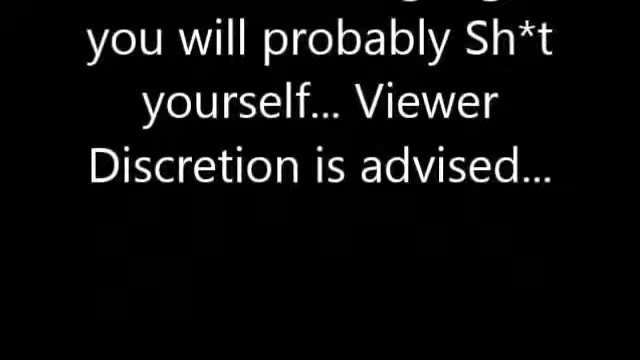 you will probably Sh*t
yourself... Viewer
Discretion is advised...